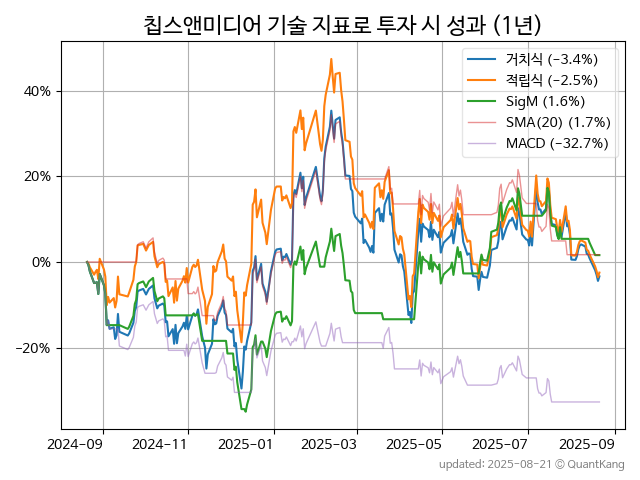 칩스앤미디어 기술 지표로 투자 시 성과 (1년)
거치식 (−3.4%)
적립식 (−2.5%)
SigM (1.6%)
SMA(20) (1.7%)
MACD (−32.7%)
40%
20%
0%
−20%
2024-09 2024-11 2025-01 2025-03 2025-05 2025-07 2025-09
updated: 2025-08-21 © QuantKang